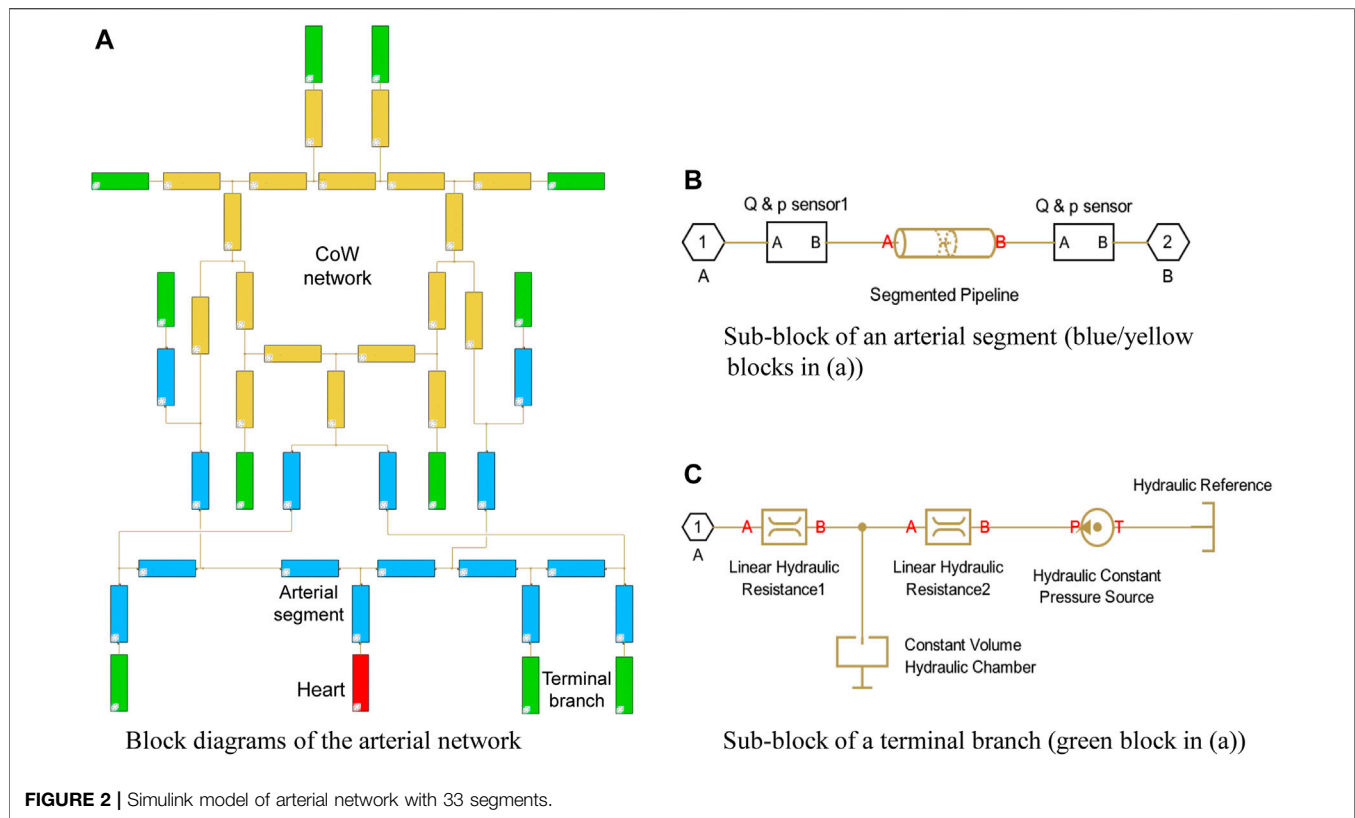 A
CoW
network
Arterial
segment
Heart
Terminal
branch
Block diagrams of the arterial network
B
Q & p sensor1
Q & p sensor
1
A B
A
B
A B
2
A
B
Segmented Pipeline
Sub-block of an arterial segment (blue/yellow
blocks in (a))
C
Hydraulic Reference
1
A
B
A
B
P
T
A
Linear Hydraulic
Resistance1
Linear Hydraulic
Resistance2
Hydraulic Constant
Pressure Source
Constant Volume
Hydraulic Chamber
Sub-block of a terminal branch (green block in (a))
FIGURE 2 | Simulink model of arterial network with 33 segments.